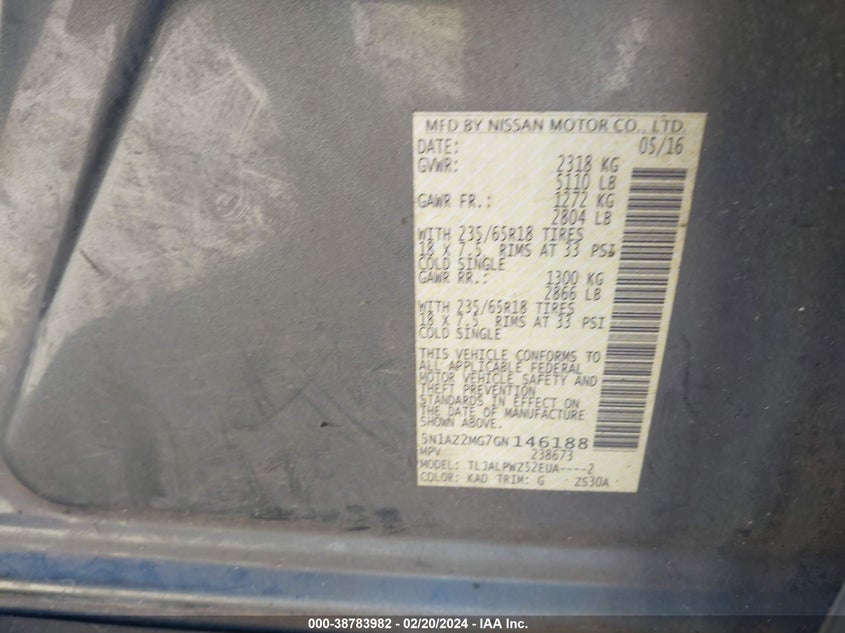 MFD BY NISSAN MOTOR CO., LTD.
DATE: 05/16
GVWR: 2318 KG
5110 LB
GAWR FR.: 1272 KG
2804 LB
WITH 235/65R18 TIRES
18 X 7.5 RIMS AT 33 PSI
COLD SINGLE
GAWR RR.: 1300 KG
2866 LB
WITH 235/65R18 TIRES
18 X 7.5 RIMS AT 33 PSI
COLD SINGLE
THIS VEHICLE CONFORMS TO
ALL APPLICABLE FEDERAL
MOTOR VEHICLE SAFETY AND
THEFT PREVENTION
STANDARDS IN EFFECT ON
THE DATE OF MANUFACTURE
SHOWN ABOVE.
5N1AZ2MG7GN146188
MPV 238673
MODEL: TLJALPWZ52EUA----2
COLOR: KAD TRIM: G Z530A
000-38783982 - 02/20/2024 - IAA Inc.